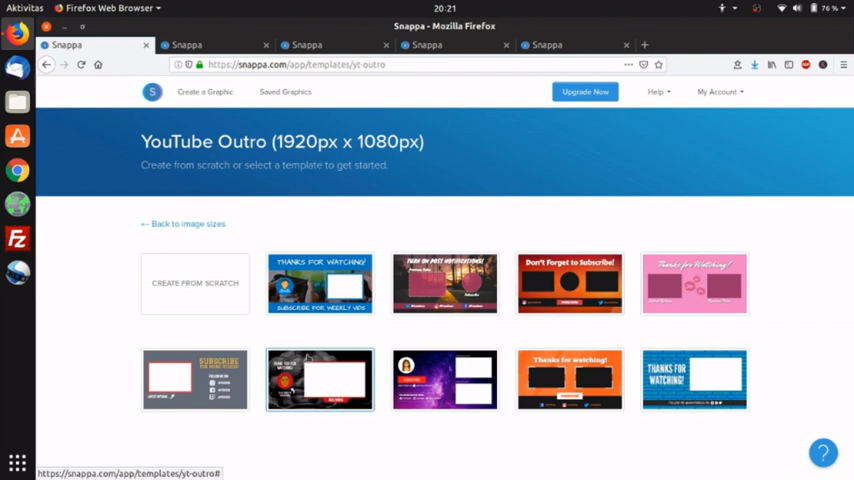 Aktivitas
Firefox Web Browser
20:21
76 %
Snappa - Mozilla Firefox
Snappa
Snappa
Snappa
Snappa
Snappa
https://snappa.com/app/templates/yt-outro
S
Create a Graphic
Saved Graphics
Upgrade Now
Help
My Account
YouTube Outro (1920px x 1080px)
Create from scratch or select a template to get started.
← Back to image sizes
CREATE FROM SCRATCH
THANKS FOR WATCHING!
SUBSCRIBE FOR WEEKLY VIDS
TURN ON POST NOTIFICATIONS!
Don't Forget to Subscribe!
Thanks for Watching!
SUBSCRIBE
THANK YOU FOR
WATCHING!
Thanks for watching!
THANKS FOR
WATCHING!
?
https://snappa.com/app/templates/yt-outro#